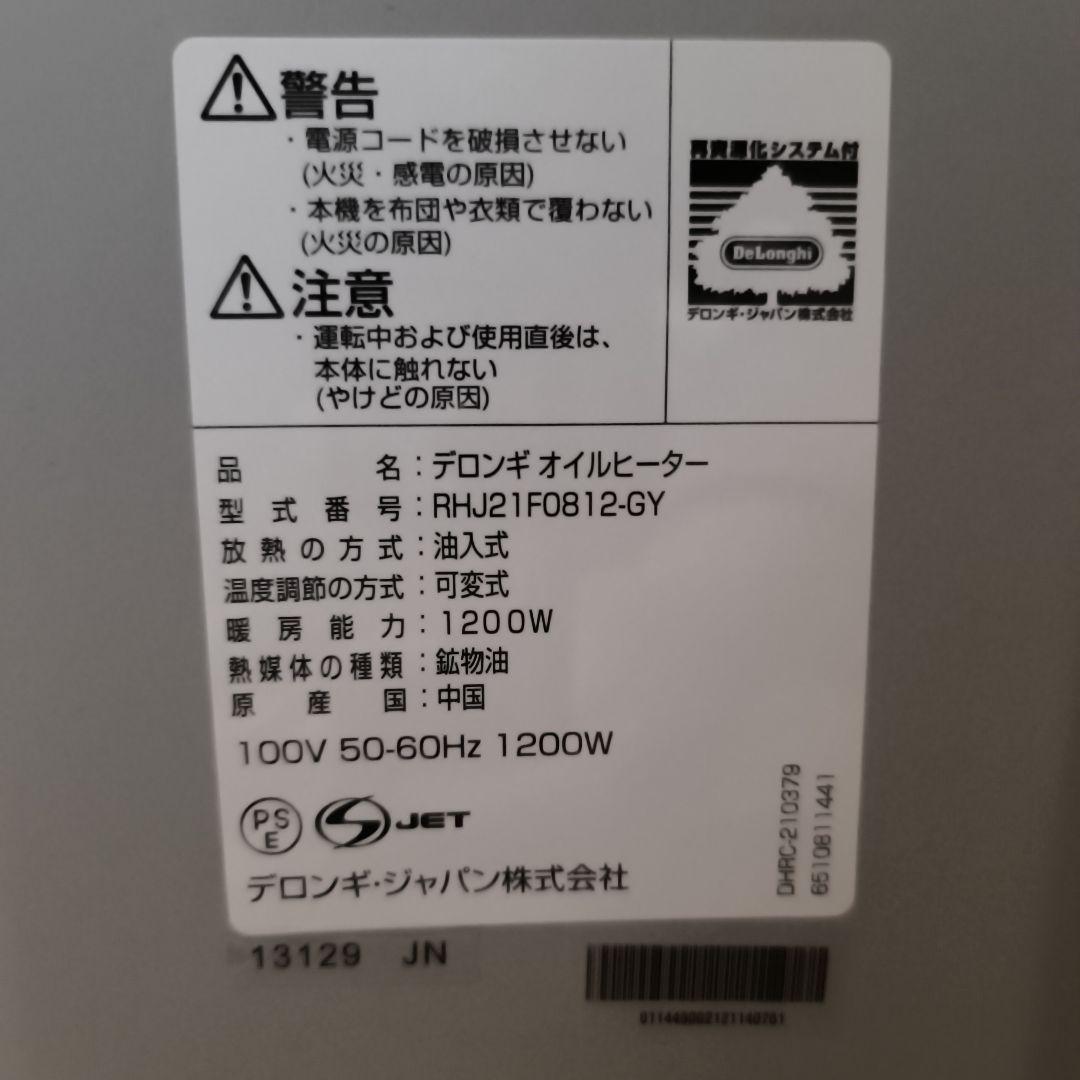 警告
・電源コードを破損させない
(火災・感電の原因)
・本機を布団や衣類で覆わない
(火災の原因)
注意
・運転中および使用直後は、
本体に触れない
(やけどの原因)
再資源化システム付
DeLonghi
デロンギ・ジャパン株式会社
品名：デロンギ オイルヒーター
型式番号：RHJ21F0812-GY
放熱の方式：油入式
温度調節の方式：可変式
暖房能力：1200W
熱媒体の種類：鉱物油
原産国：中国
100V 50-60Hz 1200W
PS
E
JET
デロンギ・ジャパン株式会社
DHRC-210379
6510811441
13129 JN